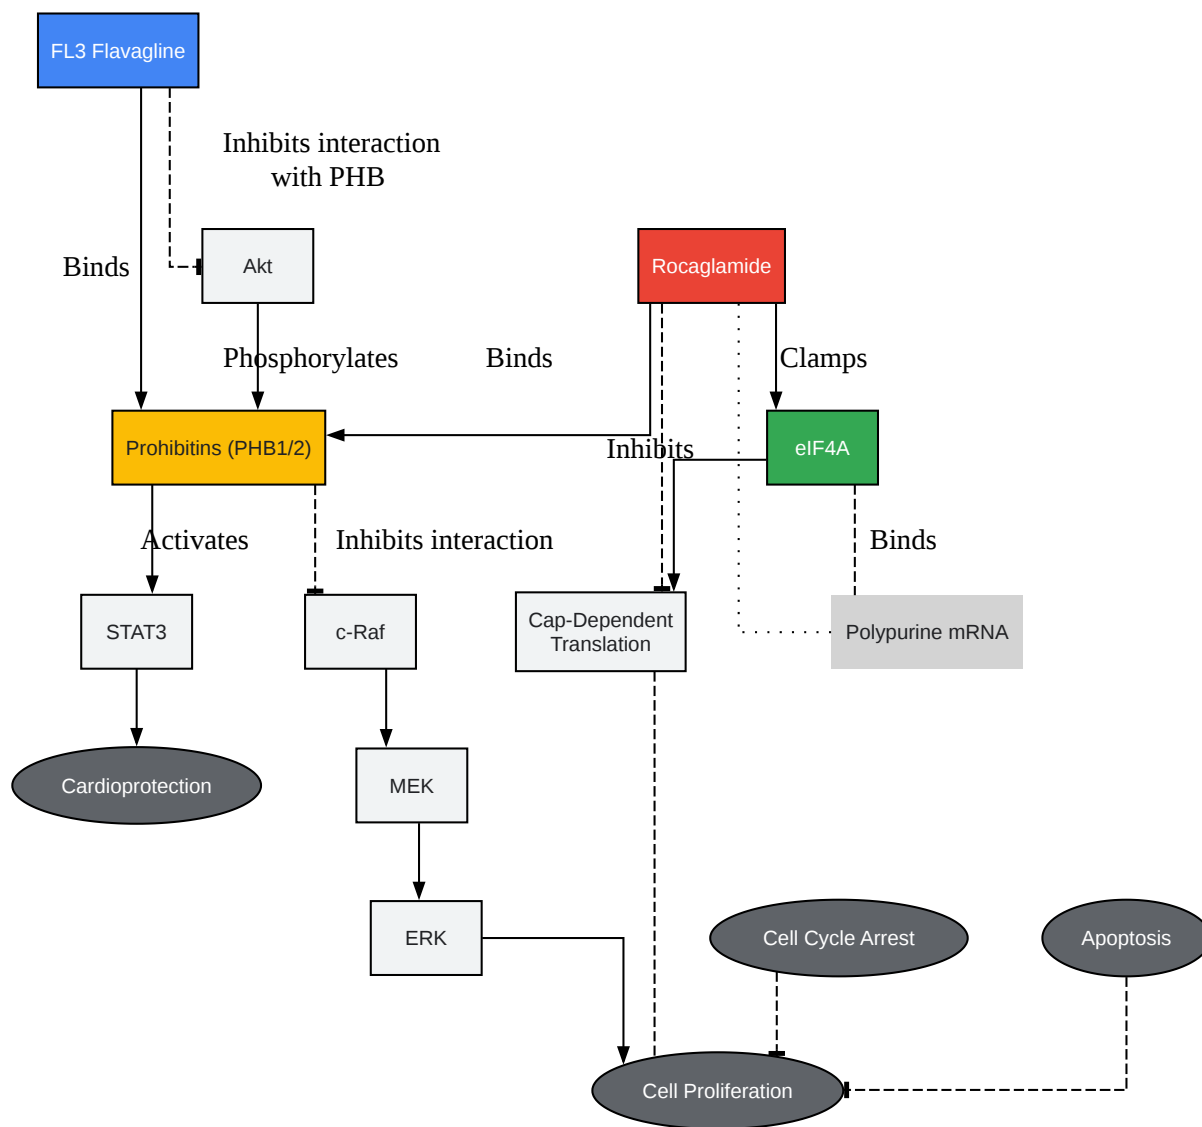 FL3 Flavagline
Inhibits interaction
with PHB
Binds
Akt
Rocaglamide
Phosphorylates
Binds
Clamps
Prohibitins (PHB1/2)
Inhibits
eIF4A
Activates
Inhibits interaction
Binds
STAT3
c-Raf
Cap-Dependent
Translation
Polypurine mRNA
Cardioprotection
MEK
ERK
Cell Cycle Arrest
Apoptosis
Cell Proliferation